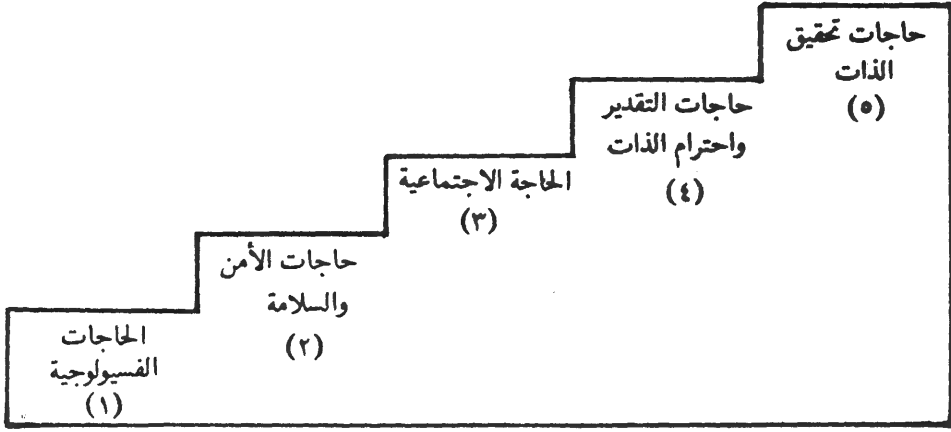 حاجات تحقيق
الذات
(٥)
حاجات التقدير
واحترام الذات
(٤)
الحاجة الاجتماعية
(٣)
حاجات الأمن
والسلامة
(٢)
الحاجات
الفسيولوجية
(١)